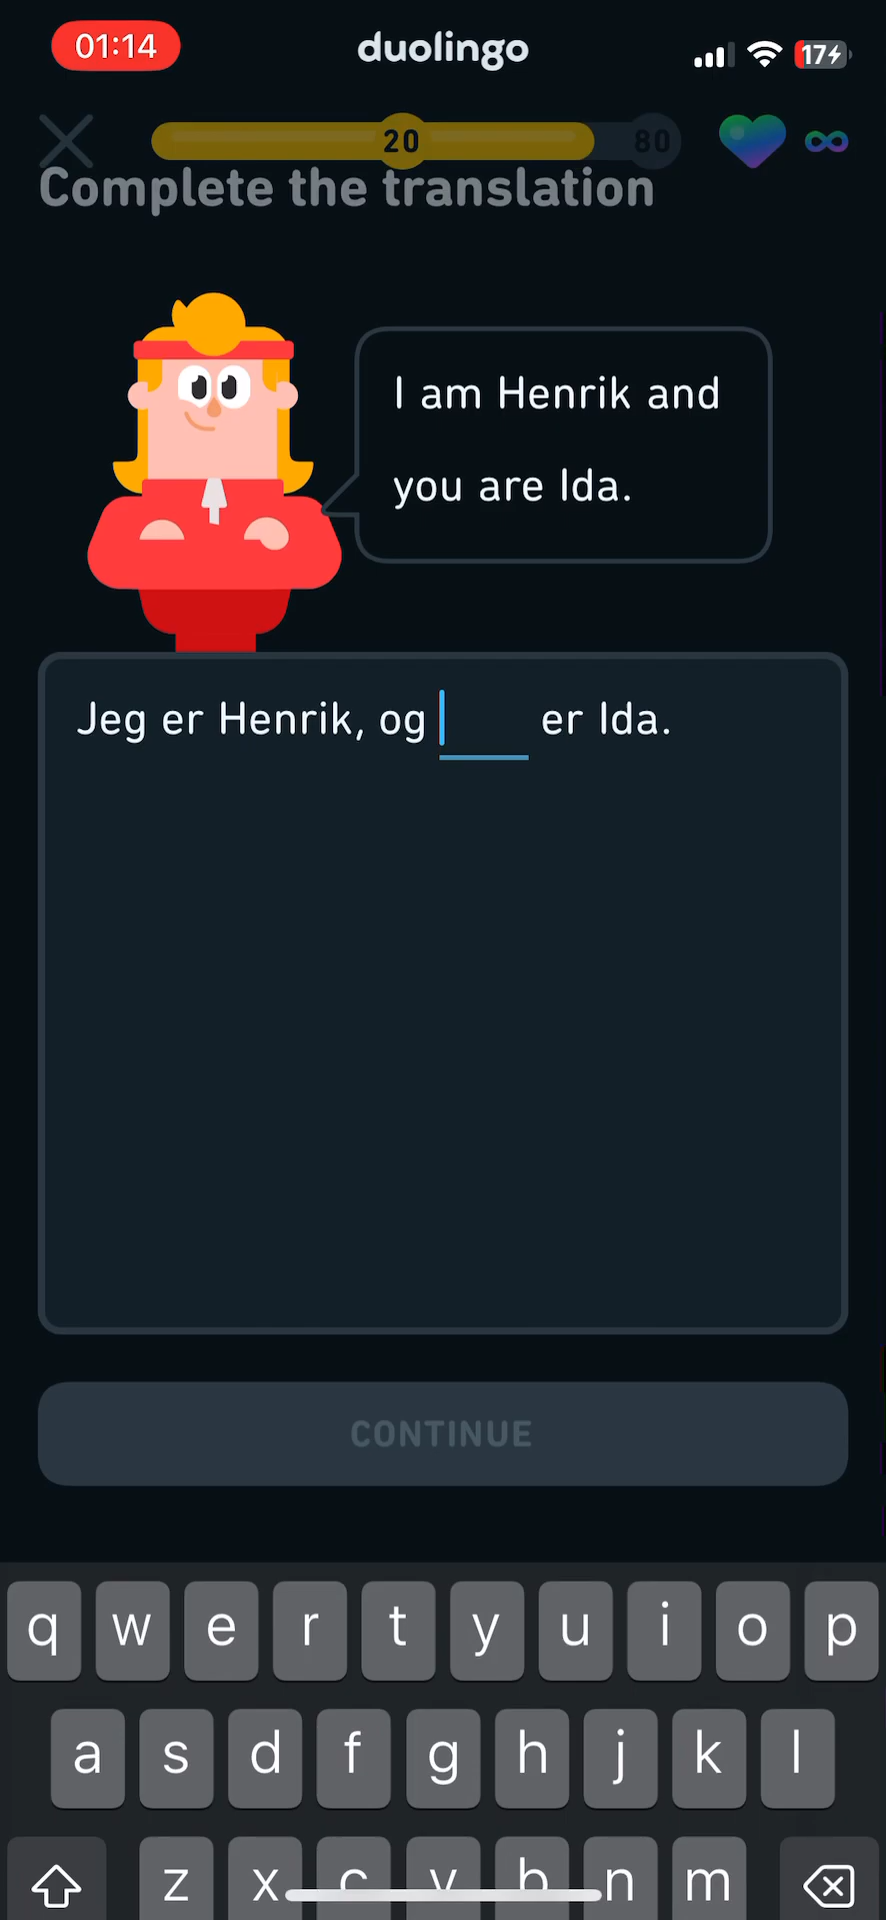 01:14
duolingo
17
20
80
∞
Complete the translation
I am Henrik and
you are Ida.
Jeg er Henrik, og ____ er Ida.
CONTINUE
q w e r t y u i o p
a s d f g h j k l
z x c v b n m